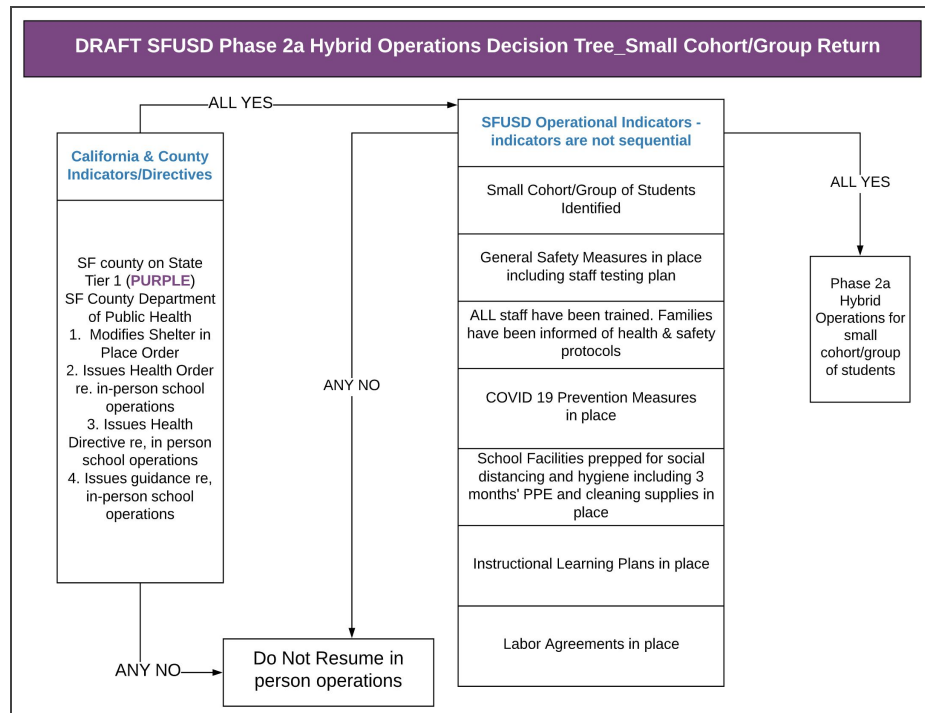 DRAFT SFUSD Phase 2a Hybrid Operations Decision Tree_Small Cohort/Group Return
ALL YES
California & County
Indicators/Directives
SF county on State
Tier 1 (PURPLE)
SF County Department
of Public Health
1. Modifies Shelter in
Place Order
2. Issues Health Order
re. in-person school
operations
3. Issues Health
Directive re, in person
school operations
4. Issues guidance re,
in-person school
operations
ANY NO
ANY NO
Do Not Resume in
person operations
SFUSD Operational Indicators -
indicators are not sequential
Small Cohort/Group of Students
Identified
General Safety Measures in place
including staff testing plan
ALL staff have been trained. Families
have been informed of health & safety
protocols
COVID 19 Prevention Measures
in place
School Facilities prepped for social
distancing and hygiene including 3
months' PPE and cleaning supplies in
place
Instructional Learning Plans in place
Labor Agreements in place
ALL YES
Phase 2a
Hybrid
Operations for
small
cohort/group
of students